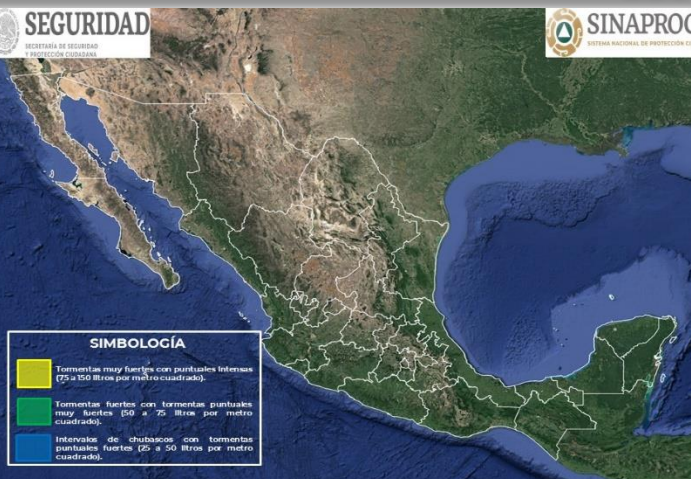 SEGURIDAD
SECRETARÍA DE SEGURIDAD
Y PROTECCIÓN CIUDADANA
SINAPROC
SISTEMA NACIONAL DE PROTECCIÓN CI
SIMBOLOGÍA
Tormentas muy fuertes con puntuales intensas
(75 a 150 litros por metro cuadrado).
Tormentas fuertes con tormentas puntuales
muy fuertes (50 a 75 litros por metro
cuadrado).
Intervalos de chubascos con tormentas
puntuales fuertes (25 a 50 litros por metro
cuadrado).